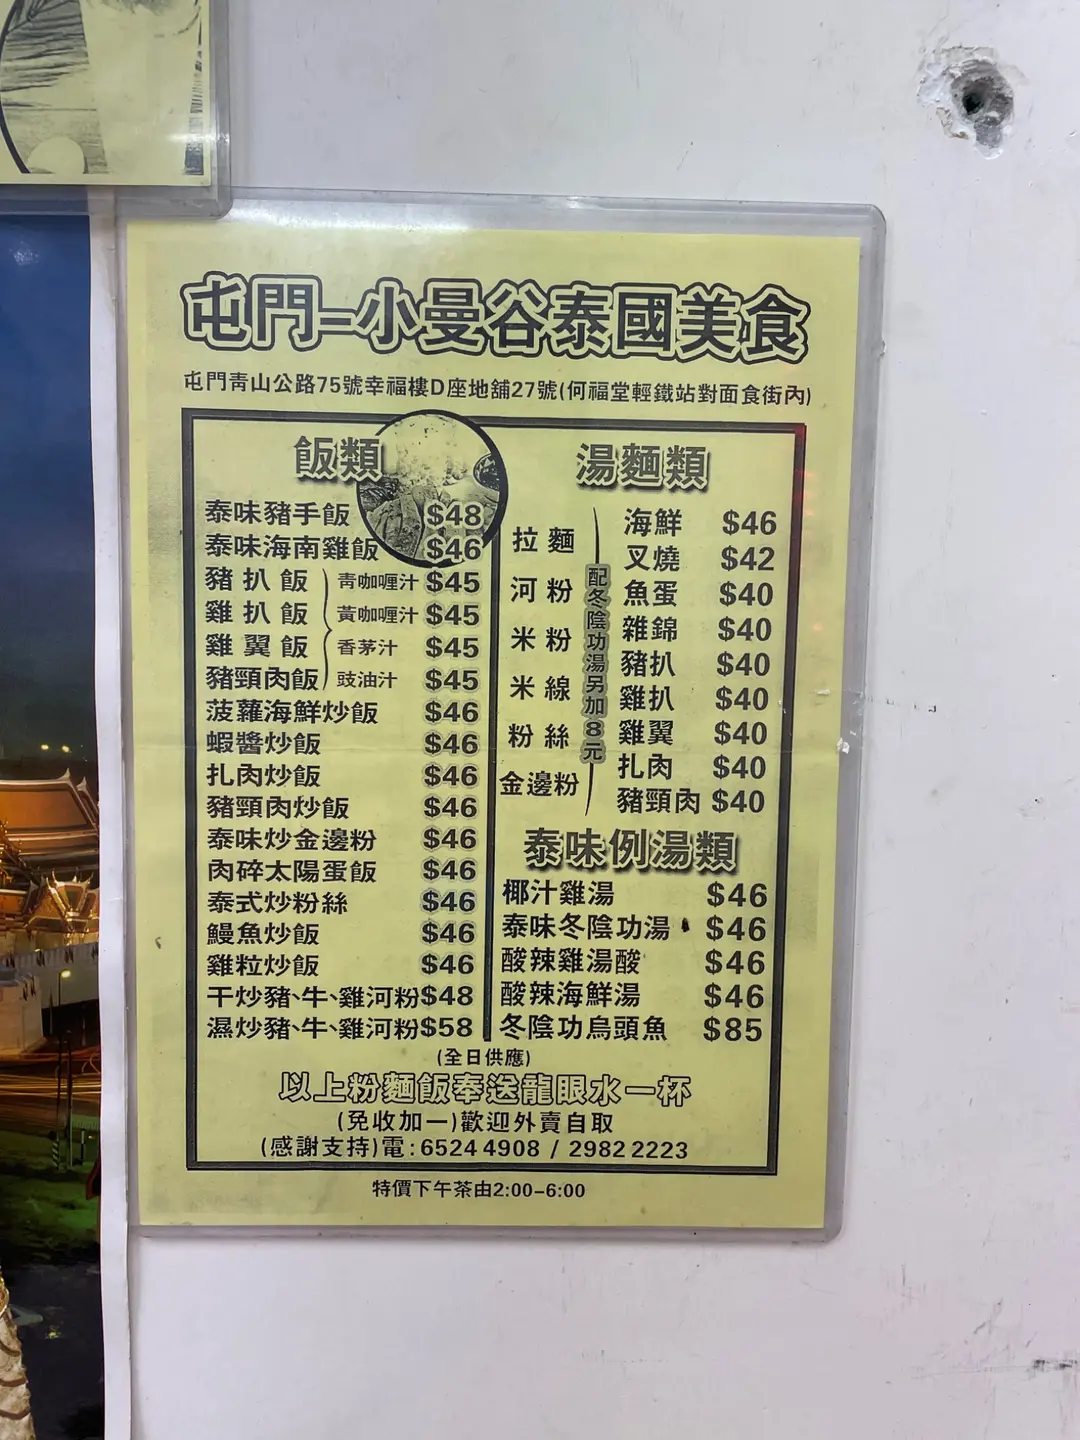 屯門=小曼谷泰國美食
屯門青山公路75號幸福樓D座地舖27號(何福堂輕鐵站對面食街內)
飯類
泰味豬手飯 $48
泰味海南雞飯 $46
豬扒飯 青咖喱汁 $45
雞扒飯 黃咖喱汁 $45
雞翼飯 香茅汁 $45
豬頸肉飯 豉油汁 $45
菠蘿海鮮炒飯 $46
蝦醬炒飯 $46
扎肉炒飯 $46
豬頸肉炒飯 $46
泰味炒金邊粉 $46
肉碎太陽蛋飯 $46
泰式炒粉絲 $46
鰻魚炒飯 $46
雞粒炒飯 $46
干炒豬、牛、雞河粉$48
濕炒豬、牛、雞河粉$58
湯麵類
拉麵
河粉
米粉
米線
粉絲
金邊粉
配冬陰功湯另加8元
海鮮 $46
叉燒 $42
魚蛋 $40
雜錦 $40
豬扒 $40
雞扒 $40
雞翼 $40
扎肉 $40
豬頸肉 $40
泰味例湯類
椰汁雞湯 $46
泰味冬陰功湯 $46
酸辣雞湯酸 $46
酸辣海鮮湯 $46
冬陰功烏頭魚 $85
(全日供應)
以上粉麵飯奉送龍眼水一杯
(免收加一)歡迎外賣自取
(感謝支持)電:6524 4908 / 2982 2223
特價下午茶由2:00-6:00